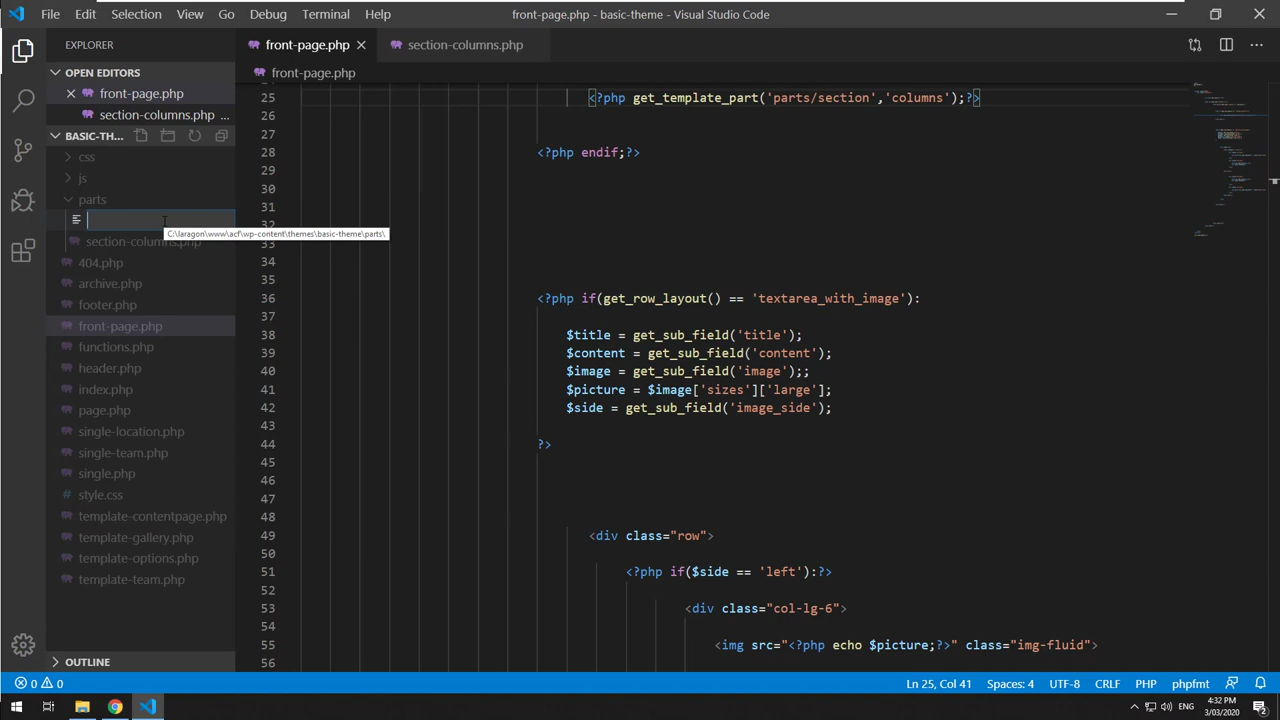 File Edit Selection View Go Debug Terminal Help front-page.php - basic-theme - Visual Studio Code
EXPLORER
front-page.php
section-columns.php
OPEN EDITORS
front-page.php
front-page.php
section-columns.php ...
BASIC-TH...
css
js
parts
C:\laragon\www\acf\wp-content\themes\basic-theme\parts\
section-columns.php
404.php
archive.php
footer.php
front-page.php
functions.php
header.php
index.php
page.php
single-location.php
single-team.php
single.php
style.css
template-contentpage.php
template-gallery.php
template-options.php
template-team.php
OUTLINE
25 <?php get_template_part('parts/section','columns');?>
26
27
28 <?php endif;?>
29
30
31
32
33
34
35
36 <?php if(get_row_layout() == 'textarea_with_image'):
37
38 $title = get_sub_field('title');
39 $content = get_sub_field('content');
40 $image = get_sub_field('image');;
41 $picture = $image['sizes']['large'];
42 $side = get_sub_field('image_side');
43
44 ?>
45
46
47
48
49 <div class="row">
50
51 <?php if($side == 'left'):?>
52
53 <div class="col-lg-6">
54
55 <img src="<?php echo $picture;?>" class="img-fluid">
56
0 0 Ln 25, Col 41 Spaces: 4 UTF-8 CRLF PHP phpfmt
ENG 4:32 PM
3/03/2020 2